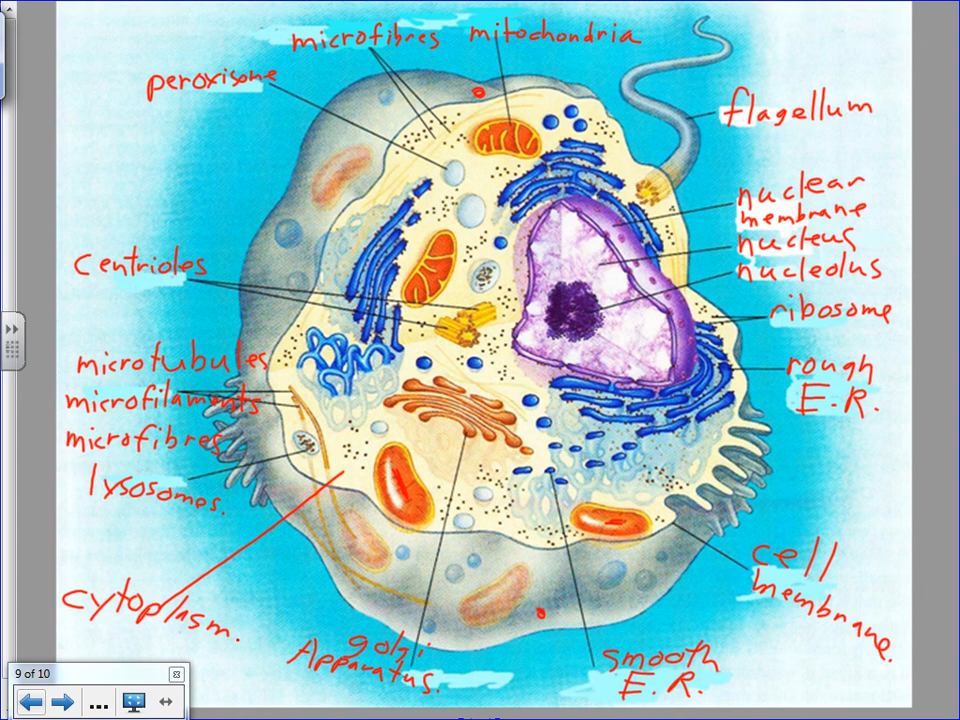 microfibres mitochondria
peroxisome
flagellum
nuclear
membrane
nucleus
nucleolus
ribosome
rough
E.R.
Centrioles
microtubules
microfilaments
microfibres
lysosomes.
cytoplasm.
golgi
Apparatus.
smooth
E.R.
cell
membrane.
9 of 10